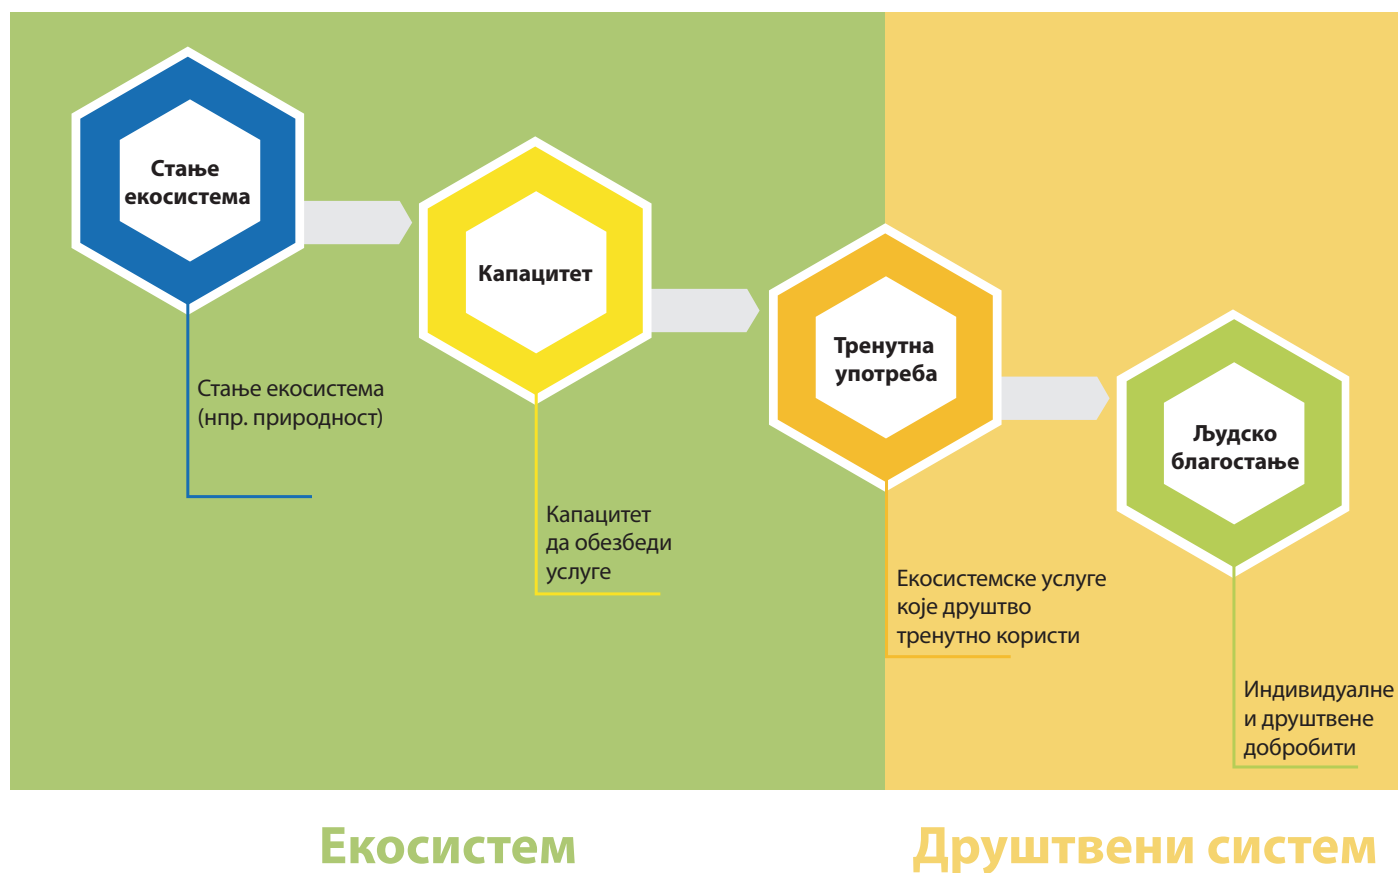 Стање
екосистема
Стање екосистема
(нпр. природност)
Капацитет
Капацитет
да обезбеди
услуге
Тренутна
употреба
Екосистемске услуге
које друштво
тренутно користи
Људско
благостање
Индивидуалне
и друштвене
добробити
Екосистем
Друштвени систем